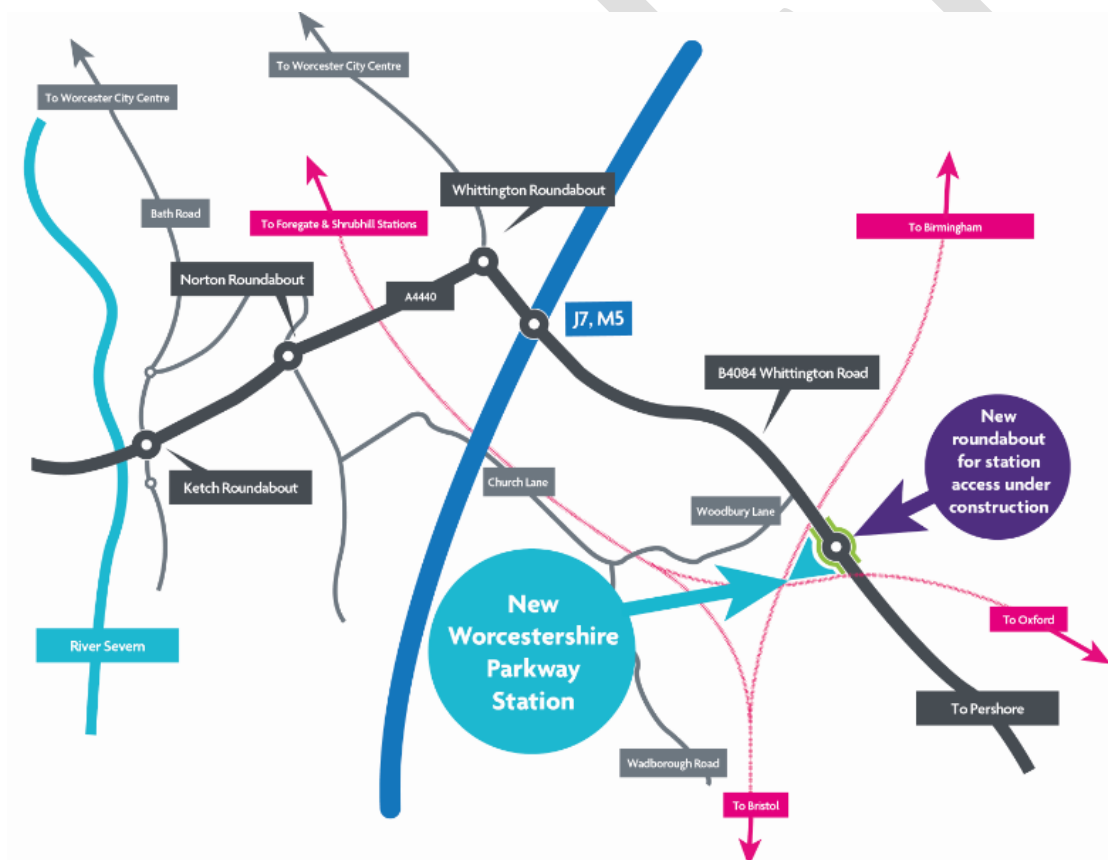 To Worcester City Centre
To Worcester City Centre
Whittington Roundabout
Bath Road
To Foregate & Shrubhill Stations
To Birmingham
Norton Roundabout
A4440
J7, M5
B4084 Whittington Road
New
roundabout
for station
access under
construction
Ketch Roundabout
Church Lane
Woodbury Lane
New
Worcestershire
Parkway
Station
To Oxford
River Severn
To Pershore
Wadborough Road
To Bristol